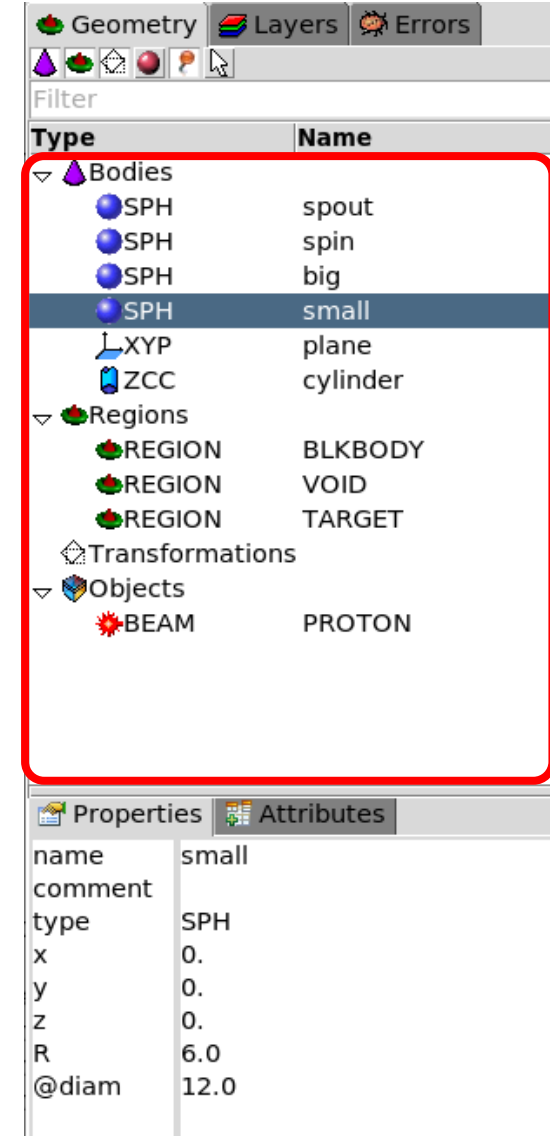 Geometry Layers Errors
Filter
Type Name
Bodies
SPH spout
SPH spin
SPH big
SPH small
XYP plane
ZCC cylinder
Regions
REGION BLKBODY
REGION VOID
REGION TARGET
Transformations
Objects
BEAM PROTON
Properties Attributes
name small
comment
type SPH
x 0.
y 0.
z 0.
R 6.0
@diam 12.0